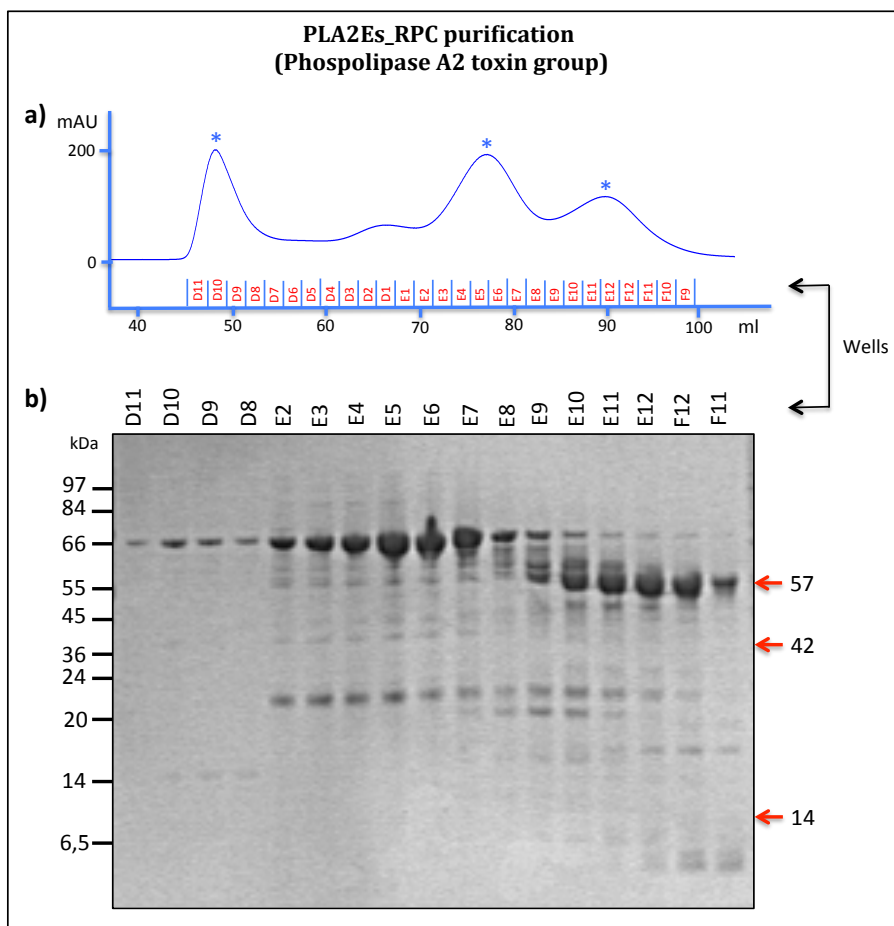 PLA2Es_RPC purification
(Phospolipase A2 toxin group)
a)
mAU
200
0
* * *
D11 D10 D9 D8 D7 D6 D5 D4 D3 D2 D1 E1 E2 E3 E4 E5 E6 E7 E8 E9 E10 E11 E12 F12 F11 F10 F9
40 50 60 70 80 90 100 ml
Wells
b)
D11 D10 D9 D8 E2 E3 E4 E5 E6 E7 E8 E9 E10 E11 E12 F12 F11
kDa
97
84
66
55
45
36
24
20
14
6,5
57
42
14